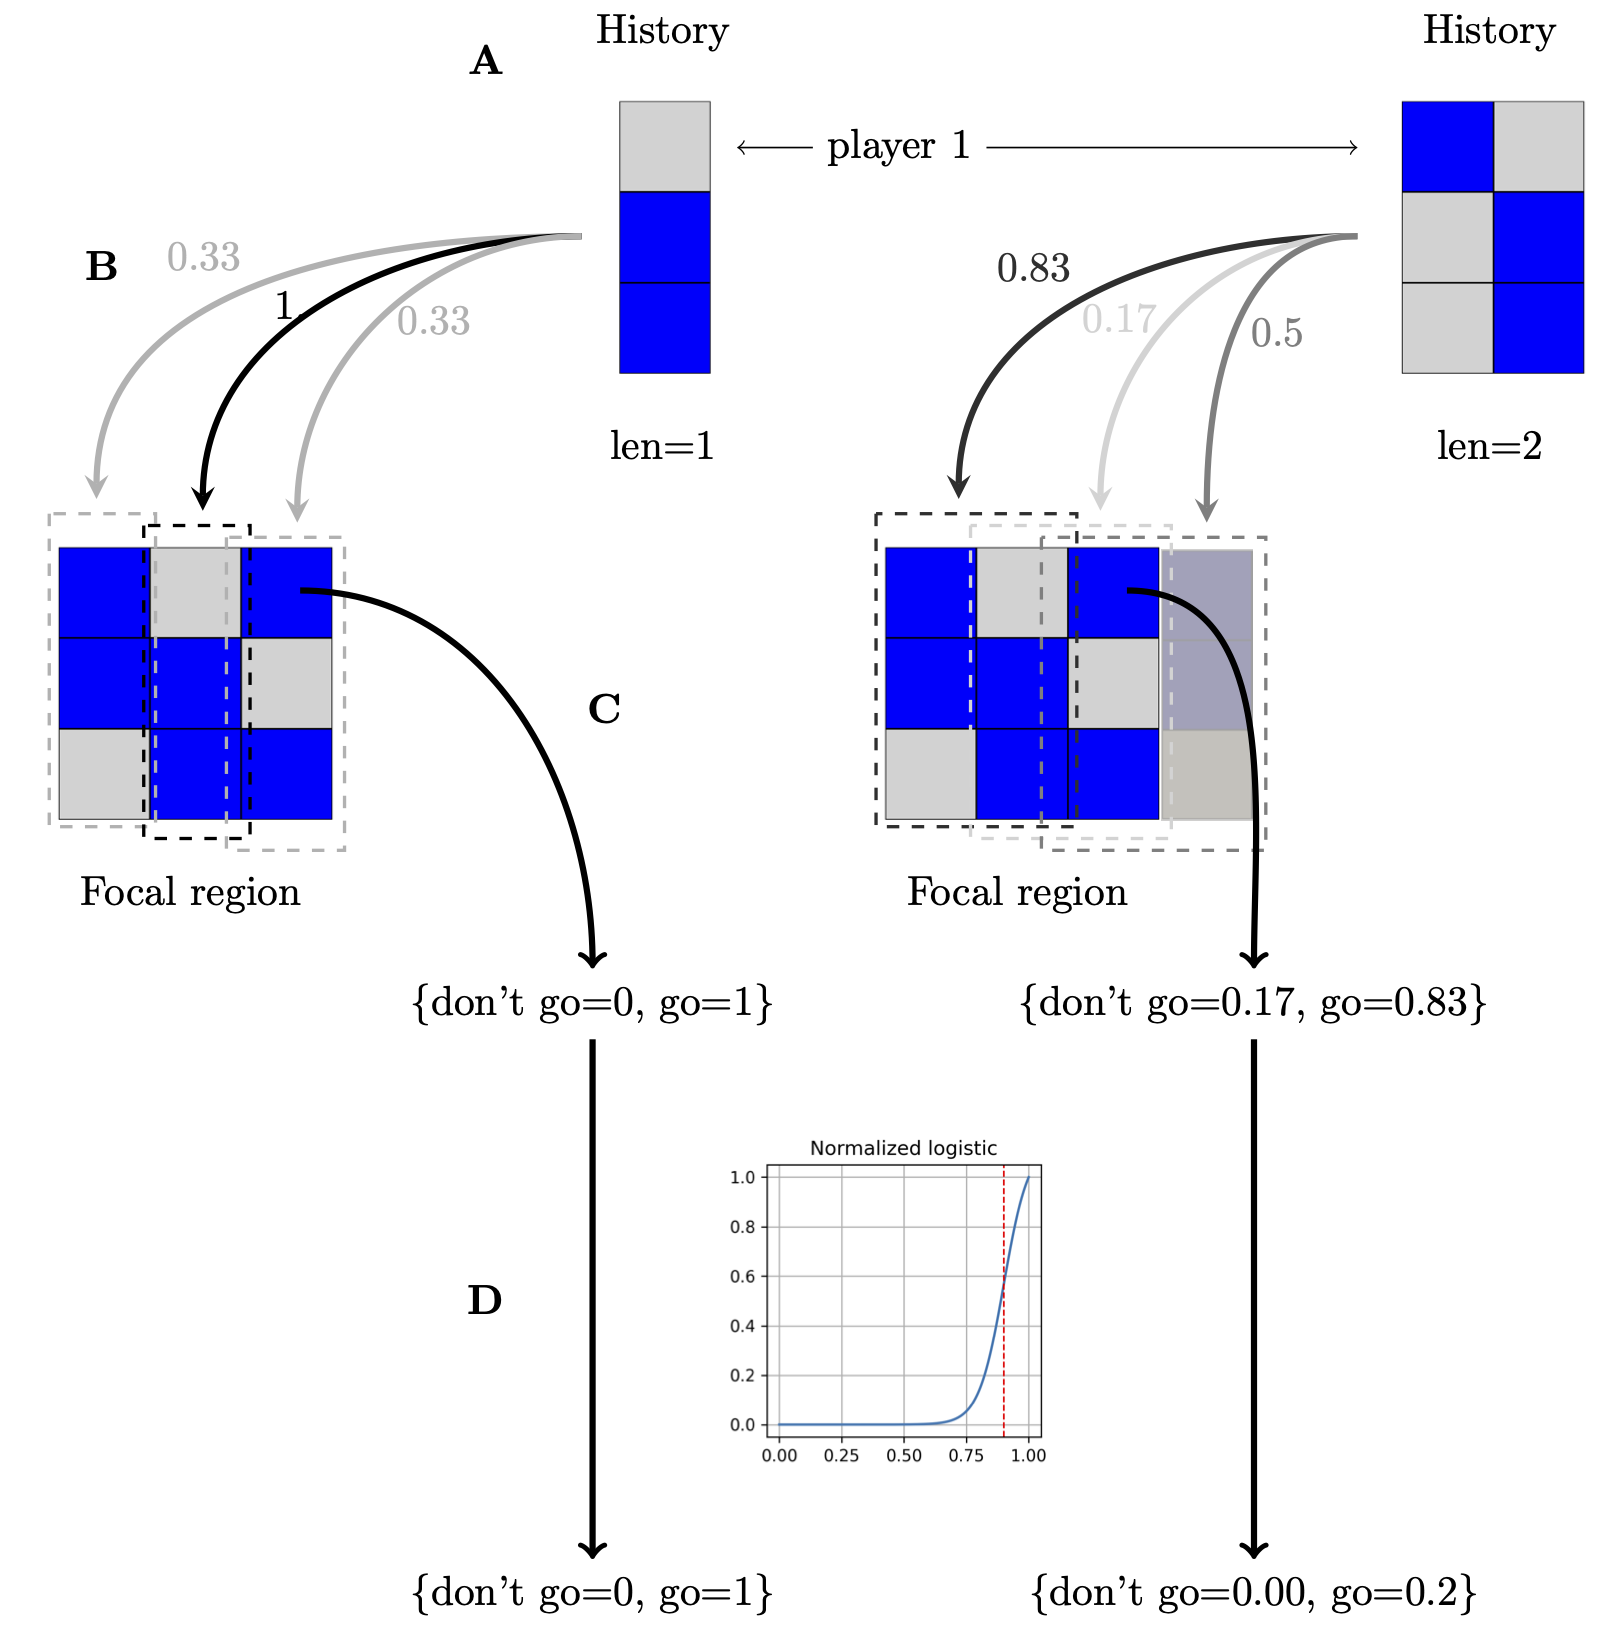 History
History
A
player 1
B
0.33
1.
0.33
0.83
0.17
0.5
len=1
len=2
C
Focal region
Focal region
{don't go=0, go=1}
{don't go=0.17, go=0.83}
Normalized logistic
1.0
0.8
0.6
0.4
0.2
0.0
0.00 0.25 0.50 0.75 1.00
D
{don't go=0, go=1}
{don't go=0.00, go=0.2}